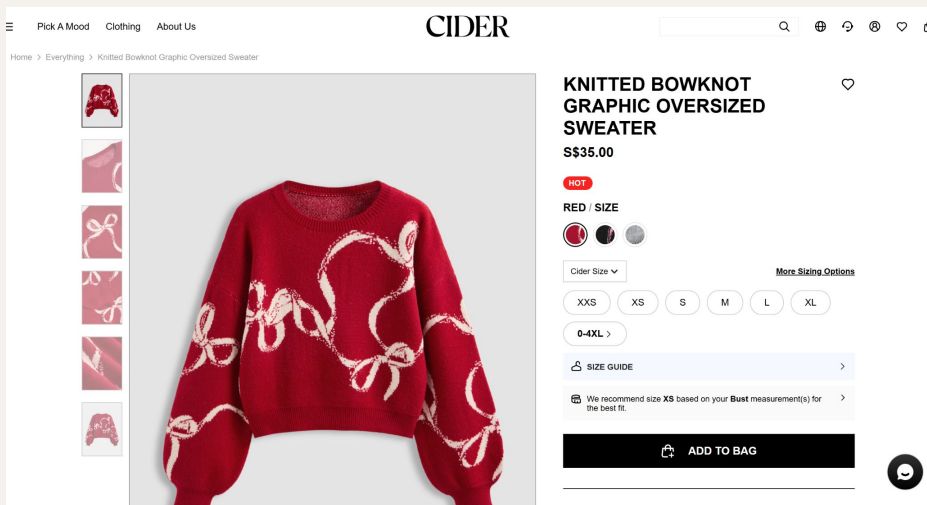 Pick A Mood Clothing About Us CIDER
Home > Everything > Knitted Bowknot Graphic Oversized Sweater
KNITTED BOWKNOT
GRAPHIC OVERSIZED
SWEATER
S$35.00
HOT
RED / SIZE
Cider Size More Sizing Options
XXS XS S M L XL
0-4XL >
SIZE GUIDE
We recommend size XS based on your Bust measurement(s) for
the best fit.
ADD TO BAG